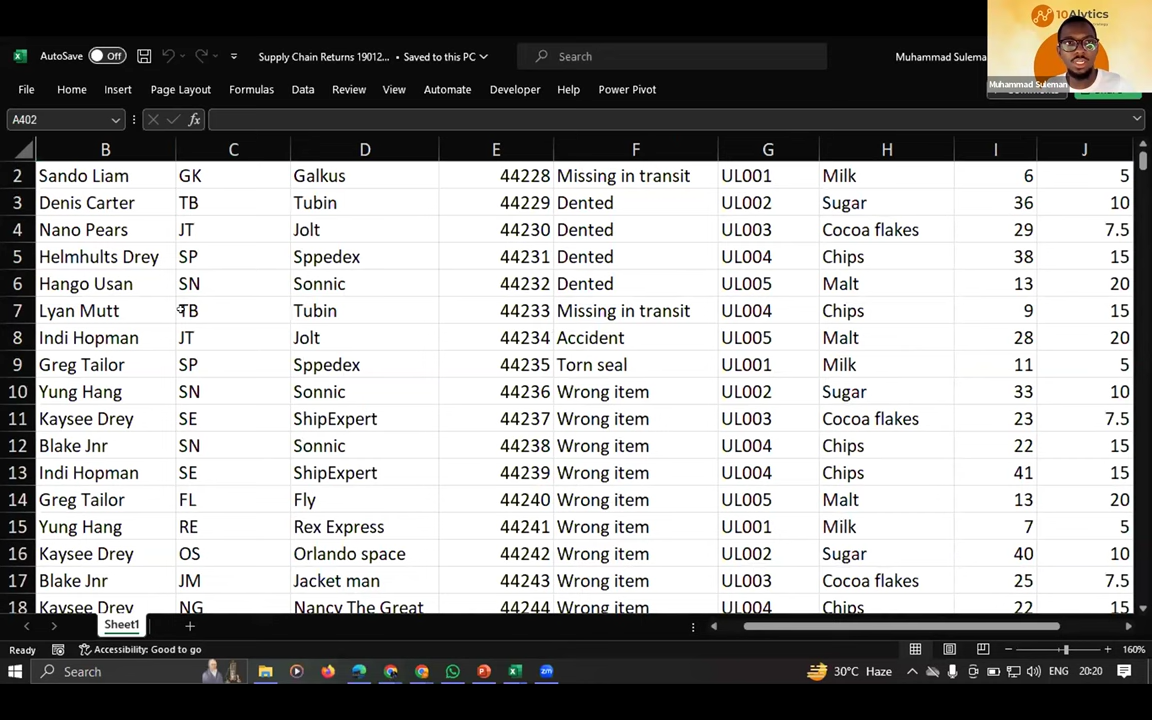 10Alytics
AutoSave Off Supply Chain Returns 19012... • Saved to this PC Search Muhammad Suleman
Muhammad Suleman
File Home Insert Page Layout Formulas Data Review View Automate Developer Help Power Pivot
A402 fx
B C D E F G H I J
2 Sando Liam GK Galkus 44228 Missing in transit UL001 Milk 6 5
3 Denis Carter TB Tubin 44229 Dented UL002 Sugar 36 10
4 Nano Pears JT Jolt 44230 Dented UL003 Cocoa flakes 29 7.5
5 Helmhults Drey SP Sppedex 44231 Dented UL004 Chips 38 15
6 Hango Usan SN Sonnic 44232 Dented UL005 Malt 13 20
7 Lyan Mutt TB Tubin 44233 Missing in transit UL004 Chips 9 15
8 Indi Hopman JT Jolt 44234 Accident UL005 Malt 28 20
9 Greg Tailor SP Sppedex 44235 Torn seal UL001 Milk 11 5
10 Yung Hang SN Sonnic 44236 Wrong item UL002 Sugar 33 10
11 Kaysee Drey SE ShipExpert 44237 Wrong item UL003 Cocoa flakes 23 7.5
12 Blake Jnr SN Sonnic 44238 Wrong item UL004 Chips 22 15
13 Indi Hopman SE ShipExpert 44239 Wrong item UL004 Chips 41 15
14 Greg Tailor FL Fly 44240 Wrong item UL005 Malt 13 20
15 Yung Hang RE Rex Express 44241 Wrong item UL001 Milk 7 5
16 Kaysee Drey OS Orlando space 44242 Wrong item UL002 Sugar 40 10
17 Blake Jnr JM Jacket man 44243 Wrong item UL003 Cocoa flakes 25 7.5
18 Kaysee Drey NG Nancy The Great 44244 Wrong item UL004 Chips 22 15
Sheet1
Ready Accessibility: Good to go 160%
Search 30°C Haze ENG 20:20